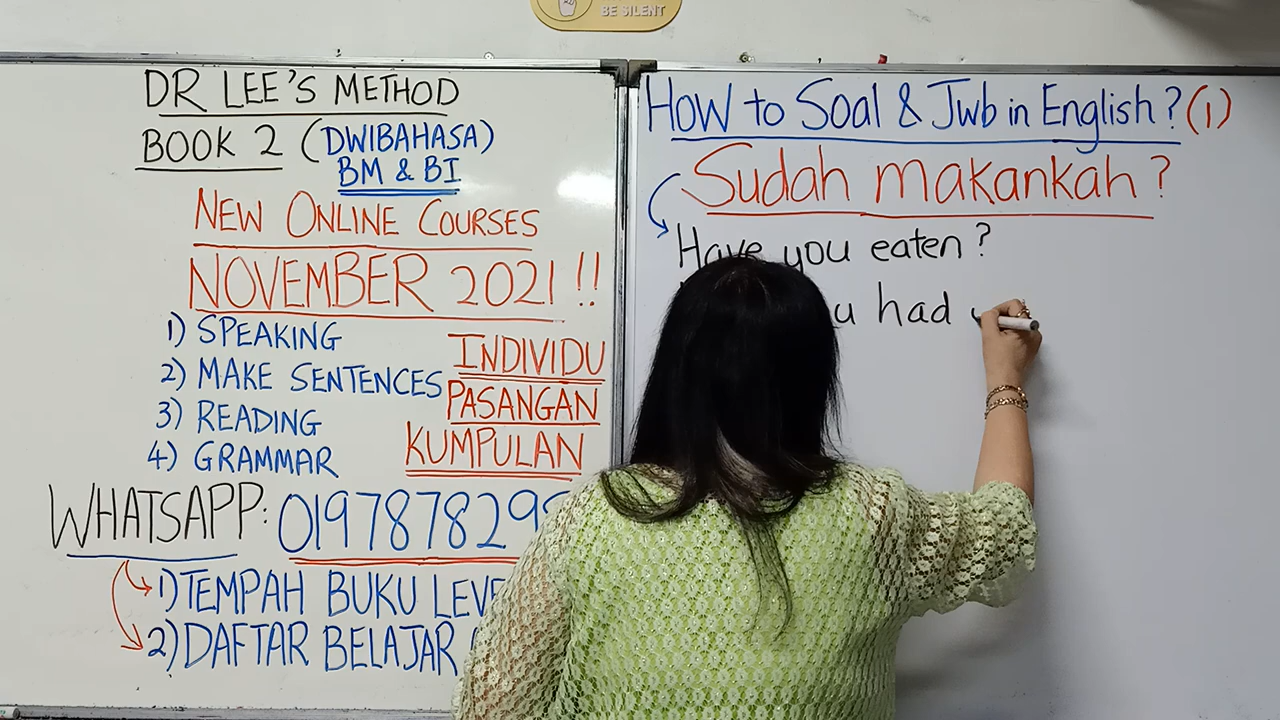 BE SILENT
DR LEE'S METHOD
BOOK 2 (DWIBAHASA)
BM & BI
NEW ONLINE COURSES
NOVEMBER 2021 !!
1) SPEAKING
2) MAKE SENTENCES
3) READING
4) GRAMMAR
INDIVIDU
PASANGAN
KUMPULAN
WHATSAPP: 019787829
1) TEMPAH BUKU
2) DAFTAR BELAJAR
HOW to Soal & Jwb in English? (1)
Sudah makankah?
Have you eaten?
had